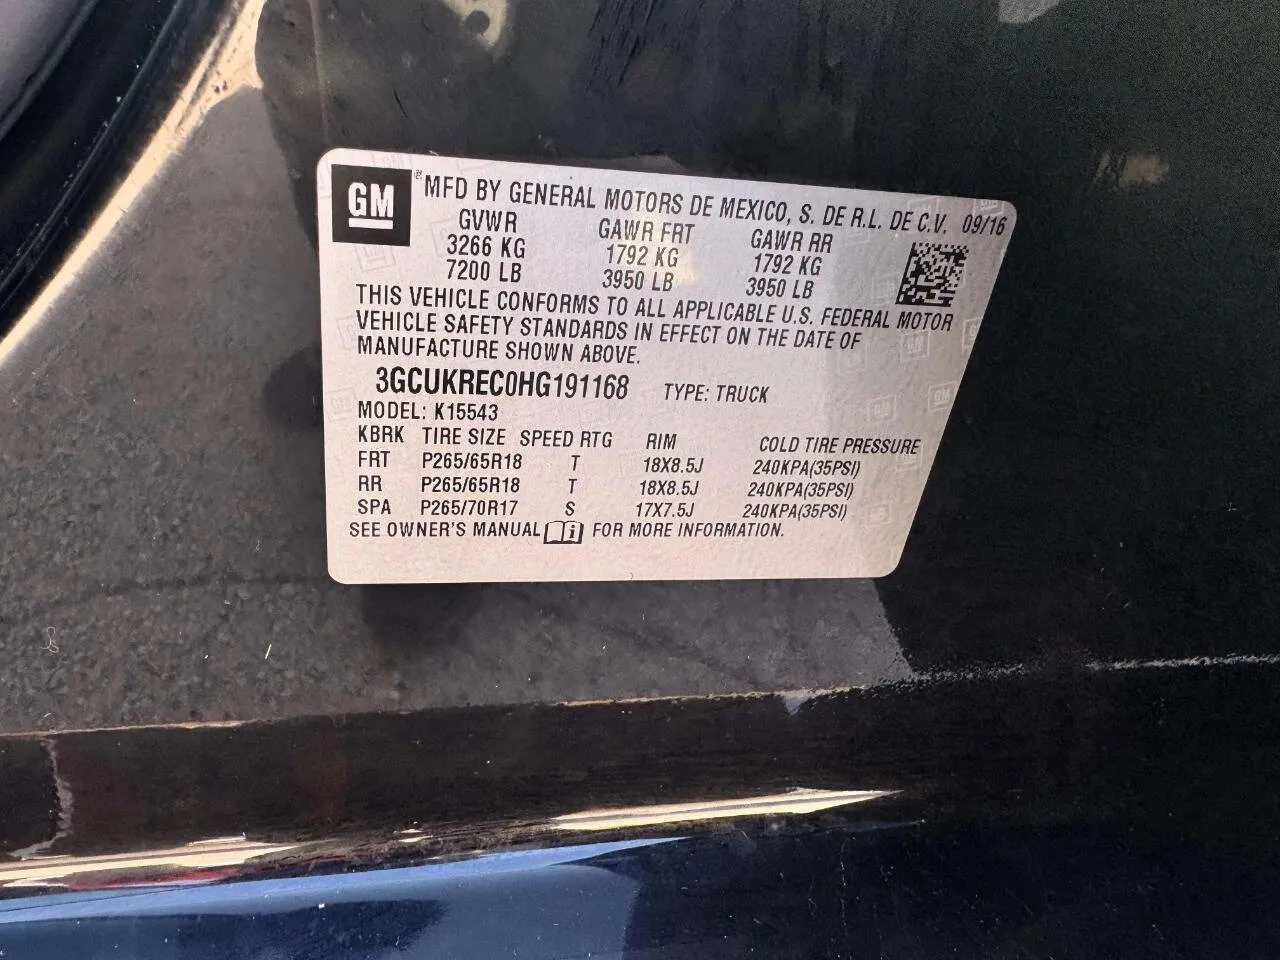 GM ® MFD BY GENERAL MOTORS DE MEXICO, S. DE R.L. DE C.V. 09/16
GVWR GAWR FRT GAWR RR
3266 KG 1792 KG 1792 KG
7200 LB 3950 LB 3950 LB
THIS VEHICLE CONFORMS TO ALL APPLICABLE U.S. FEDERAL MOTOR
VEHICLE SAFETY STANDARDS IN EFFECT ON THE DATE OF
MANUFACTURE SHOWN ABOVE.
3GCUKREC0HG191168 TYPE: TRUCK
MODEL: K15543
KBRK TIRE SIZE SPEED RTG RIM COLD TIRE PRESSURE
FRT P265/65R18 T 18X8.5J 240KPA(35PSI)
RR P265/65R18 T 18X8.5J 240KPA(35PSI)
SPA P265/70R17 S 17X7.5J 240KPA(35PSI)
SEE OWNER'S MANUAL i FOR MORE INFORMATION.